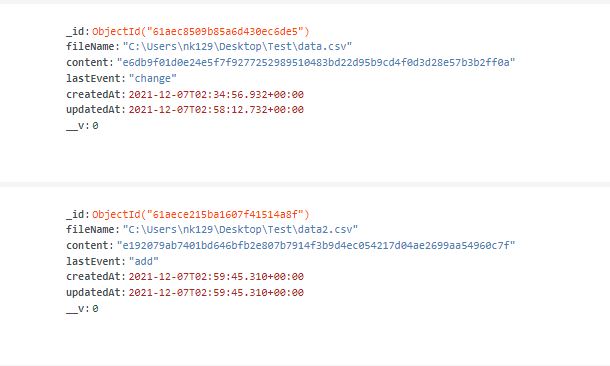 _id: ObjectId("61aec8509b85a6d430ec6de5")
fileName: "C:\Users\nk129\Desktop\Test\data.csv"
content: "e6db9f01d0e24e5f7f9277252989510483bd22d95b9cd4f0d3d28e57b3b2ff0a"
lastEvent: "change"
createdAt: 2021-12-07T02:34:56.932+00:00
updatedAt: 2021-12-07T02:58:12.732+00:00
__v: 0
_id: ObjectId("61aece215ba1607f41514a8f")
fileName: "C:\Users\nk129\Desktop\Test\data2.csv"
content: "e192079ab7401bd646bfb2e807b7914f3b9d4ec054217d04ae2699aa54960c7f"
lastEvent: "add"
createdAt: 2021-12-07T02:59:45.310+00:00
updatedAt: 2021-12-07T02:59:45.310+00:00
__v: 0